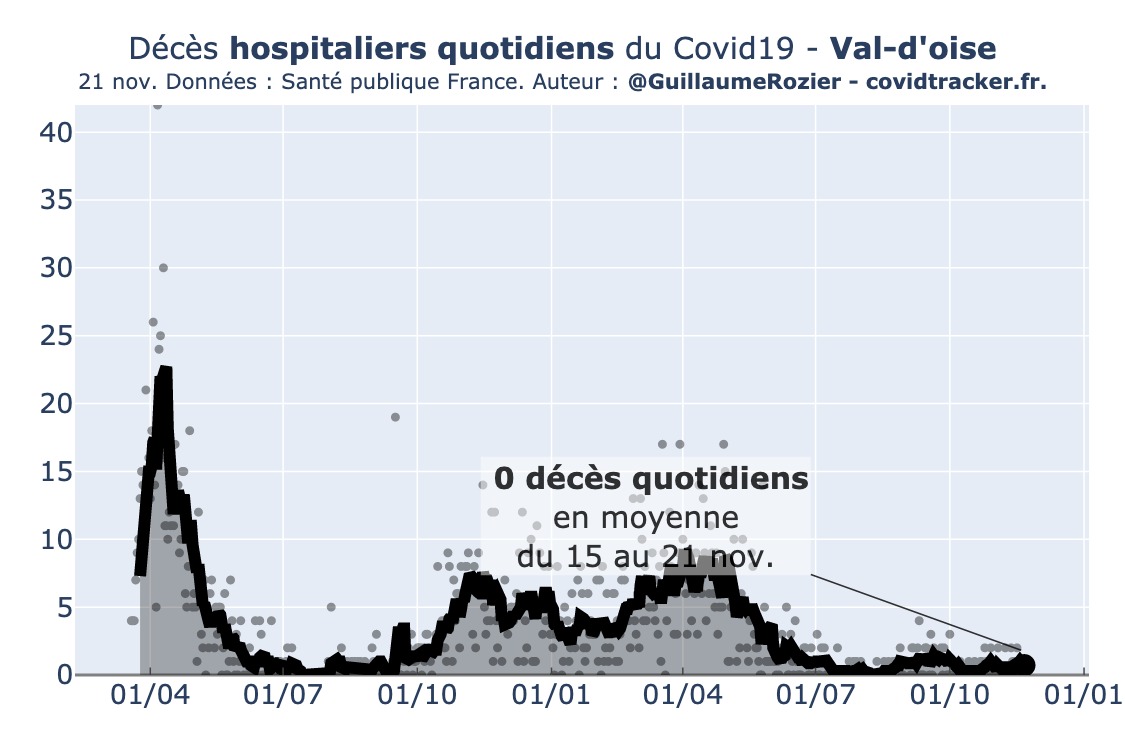 Décès hospitaliers quotidiens du Covid19 - Val-d'oise
21 nov. Données : Santé publique France. Auteur : @GuillaumeRozier - covidtracker.fr.
40
35
30
25
20
15
10
5
0
0 décès quotidiens
en moyenne
du 15 au 21 nov.
01/04 01/07 01/10 01/01 01/04 01/07 01/10 01/01